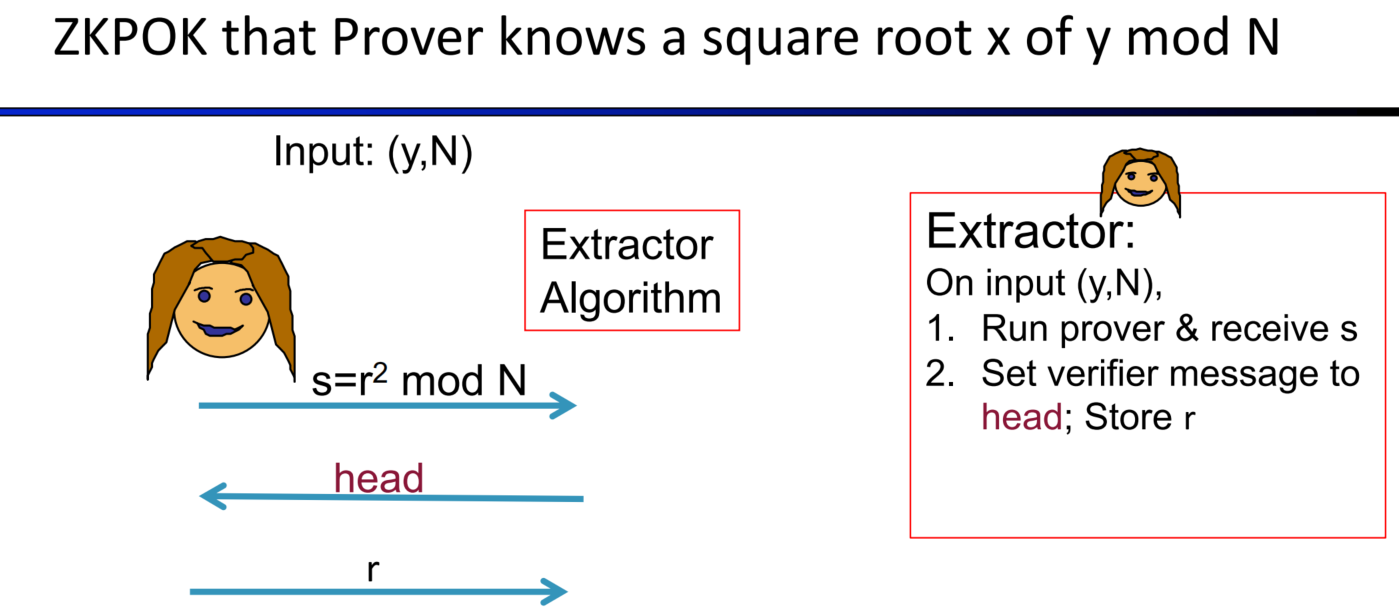 ZKPOK that Prover knows a square root x of y mod N
Input: (y,N)
Extractor
Algorithm
s=r² mod N
head
r
Extractor:
On input (y,N),
1. Run prover & receive s
2. Set verifier message to
head; Store r